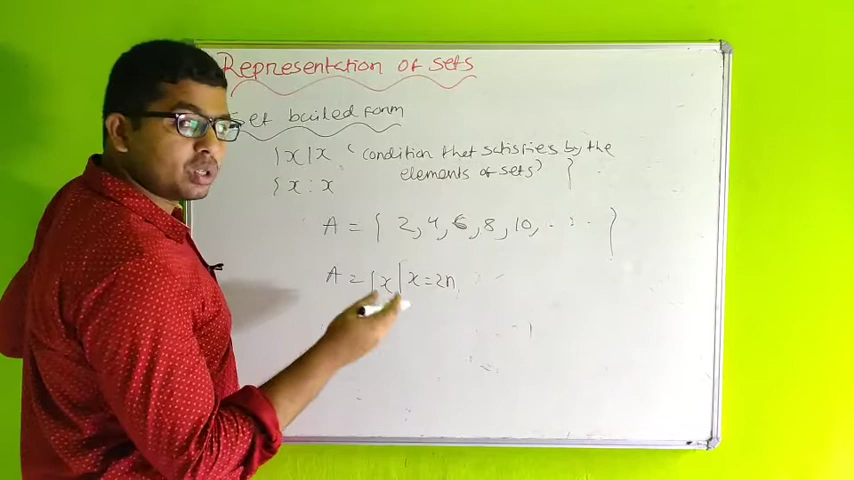 Representation of sets
Set builed form
{x|x (condition that satisfies by the
{x : x elements of sets) }
A = { 2, 4, 6, 8, 10, . . . . }
A = {x|x=2n